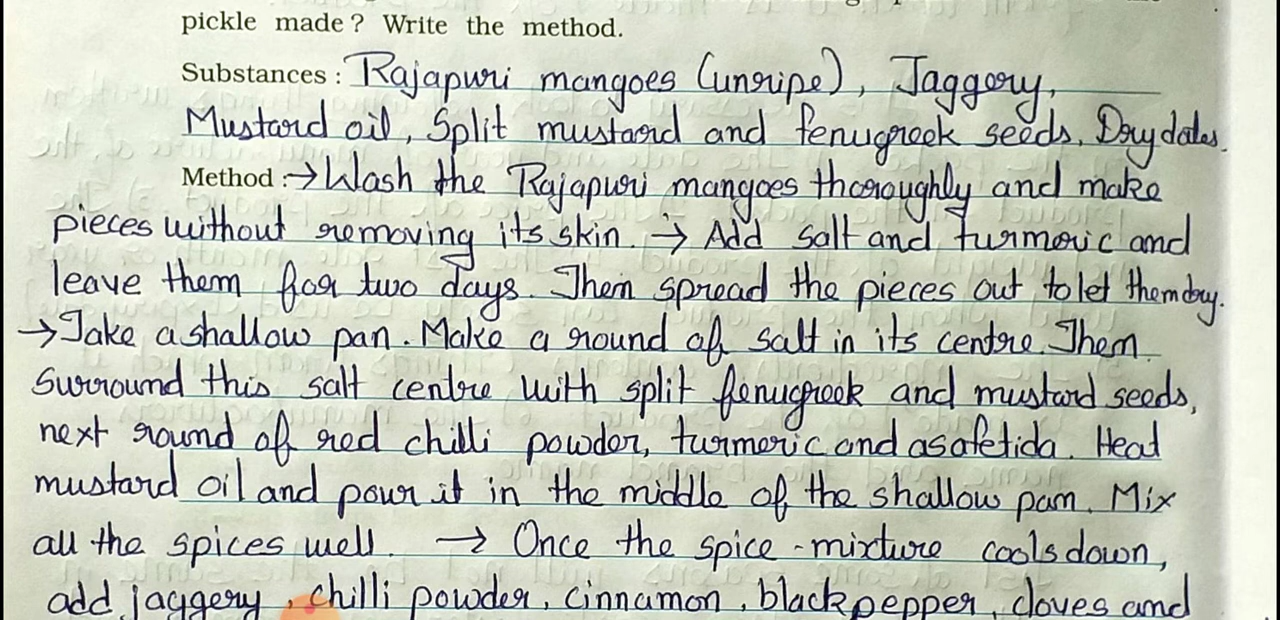 pickle made? Write the method.
Substances : Rajapuri mangoes (unripe), Jaggery,
Mustard oil, Split mustard and fenugreek seeds, Dry dates.
Method :→ Wash the Rajapuri mangoes thoroughly and make
pieces without removing its skin. → Add salt and turmeric and
leave them for two days. Then spread the pieces out to let them dry.
→ Take a shallow pan. Make a round of salt in its centre. Then
Surround this salt centre with split fenugreek and mustard seeds,
next round of red chilli powder, turmeric and asafetida. Heat
mustard oil and pour it in the middle of the shallow pan. Mix
all the spices well. → Once the spice-mixture cools down,
add jaggery, chilli powder, cinnamon, black pepper, cloves and